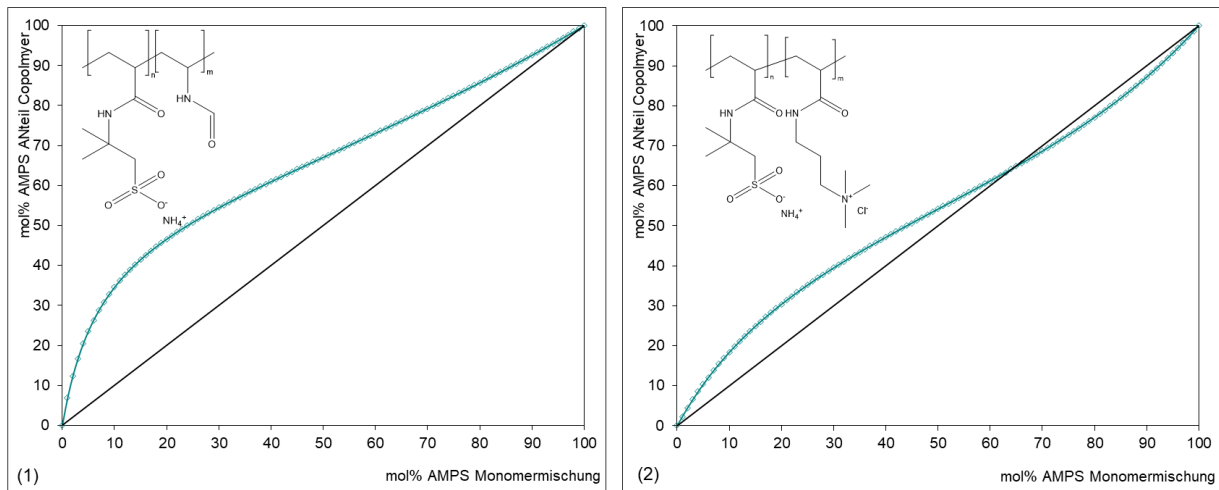 100
90
80
70
60
50
40
30
20
10
0
mol% AMPS ANteil Copolmyer
n
m
HN
O
HN
O
O
S
O
O-
NH4+
0 10 20 30 40 50 60 70 80 90 100
(1)
mol% AMPS Monomermischung
100
90
80
70
60
50
40
30
20
10
0
mol% AMPS ANteil Copolmyer
n
m
HN
O
HN
O
O
S
O
O-
NH4+
N+
Cl-
0 10 20 30 40 50 60 70 80 90 100
(2)
mol% AMPS Monomermischung